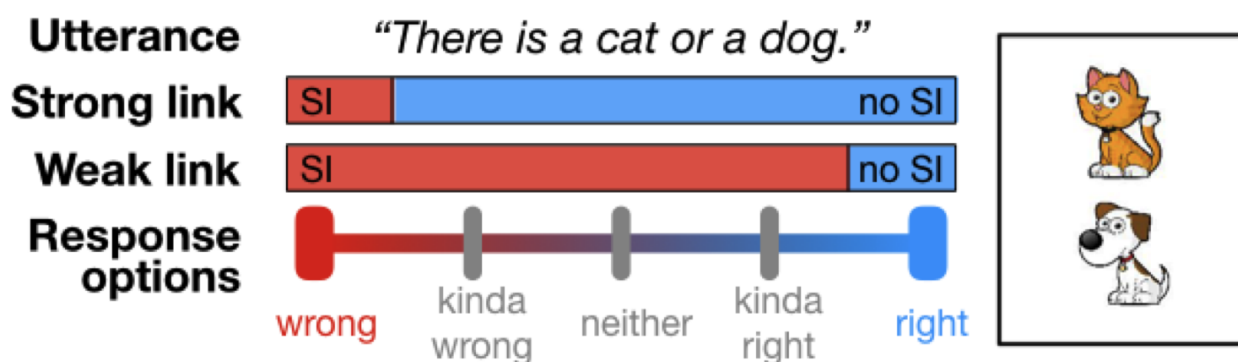 Utterance “There is a cat or a dog.”
Strong link SI no SI
Weak link SI no SI
Response
options
wrong kinda
wrong neither kinda
right right